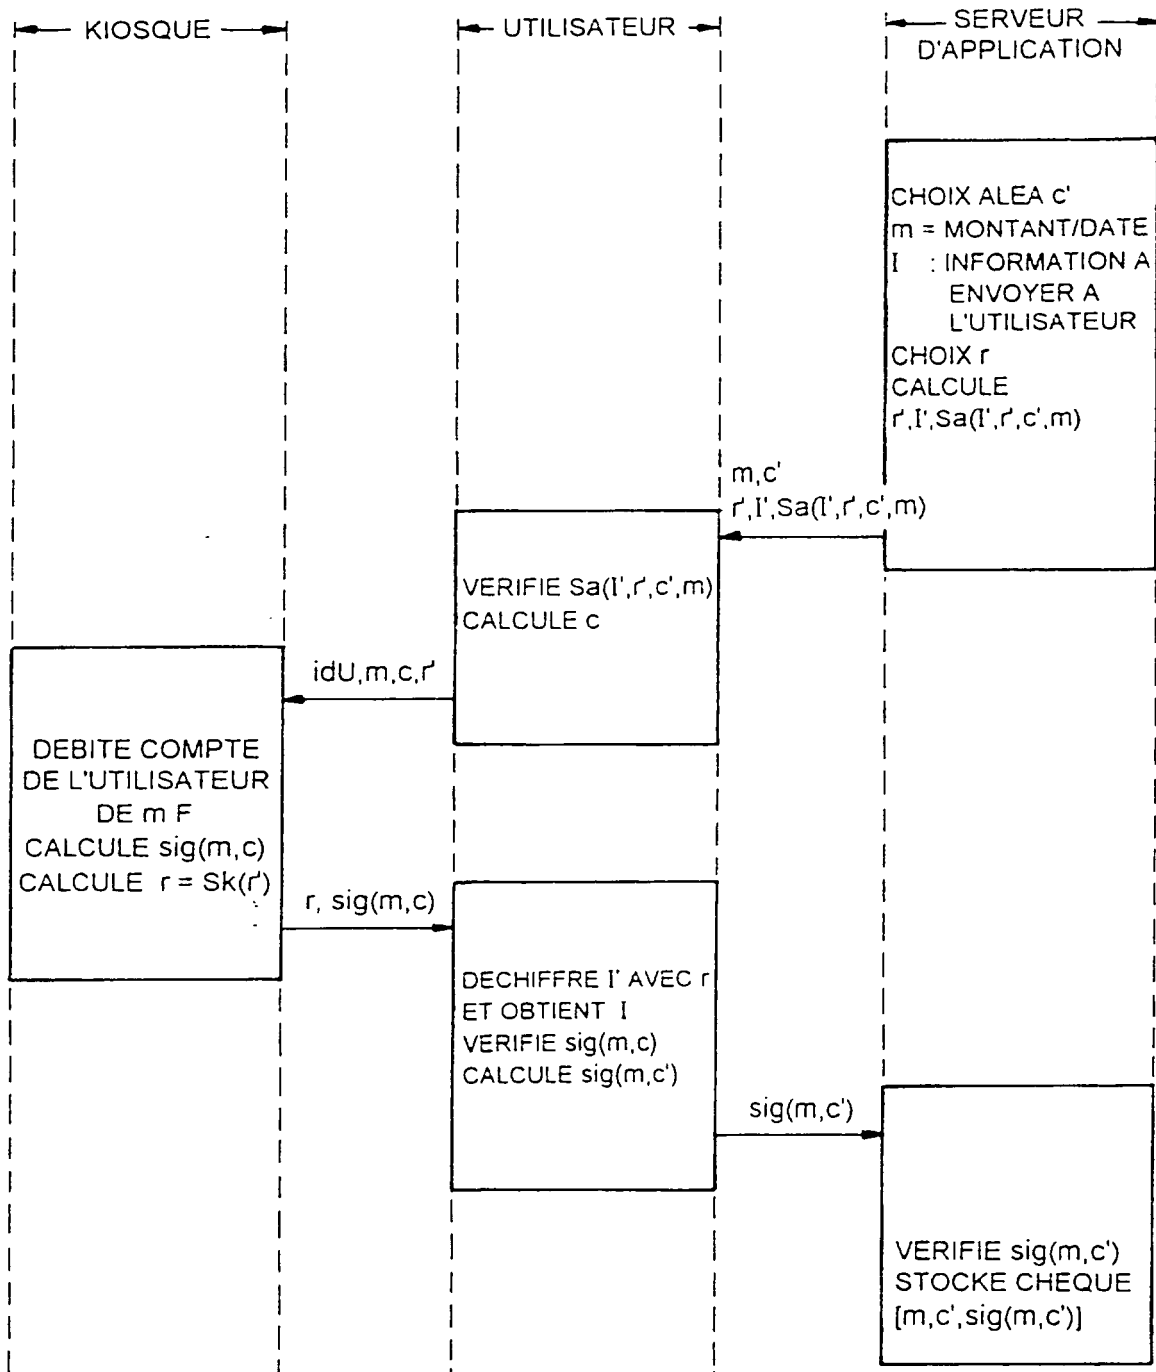 KIOSQUE
UTILISATEUR
SERVEUR
D'APPLICATION
CHOIX ALEA c'
m = MONTANT/DATE
I : INFORMATION A
ENVOYER A
L'UTILISATEUR
CHOIX r
CALCULE
r',I',Sa(I',r',c',m)
m,c'
r',I',Sa(I',r',c',m)
VERIFIE Sa(I',r',c',m)
CALCULE c
idU,m,c,r'
DEBITE COMPTE
DE L'UTILISATEUR
DE m F
CALCULE sig(m,c)
CALCULE r = Sk(r')
r, sig(m,c)
DECHIFFRE I' AVEC r
ET OBTIENT I
VERIFIE sig(m,c)
CALCULE sig(m,c')
sig(m,c')
VERIFIE sig(m,c')
STOCKE CHEQUE
[m,c',sig(m,c')]